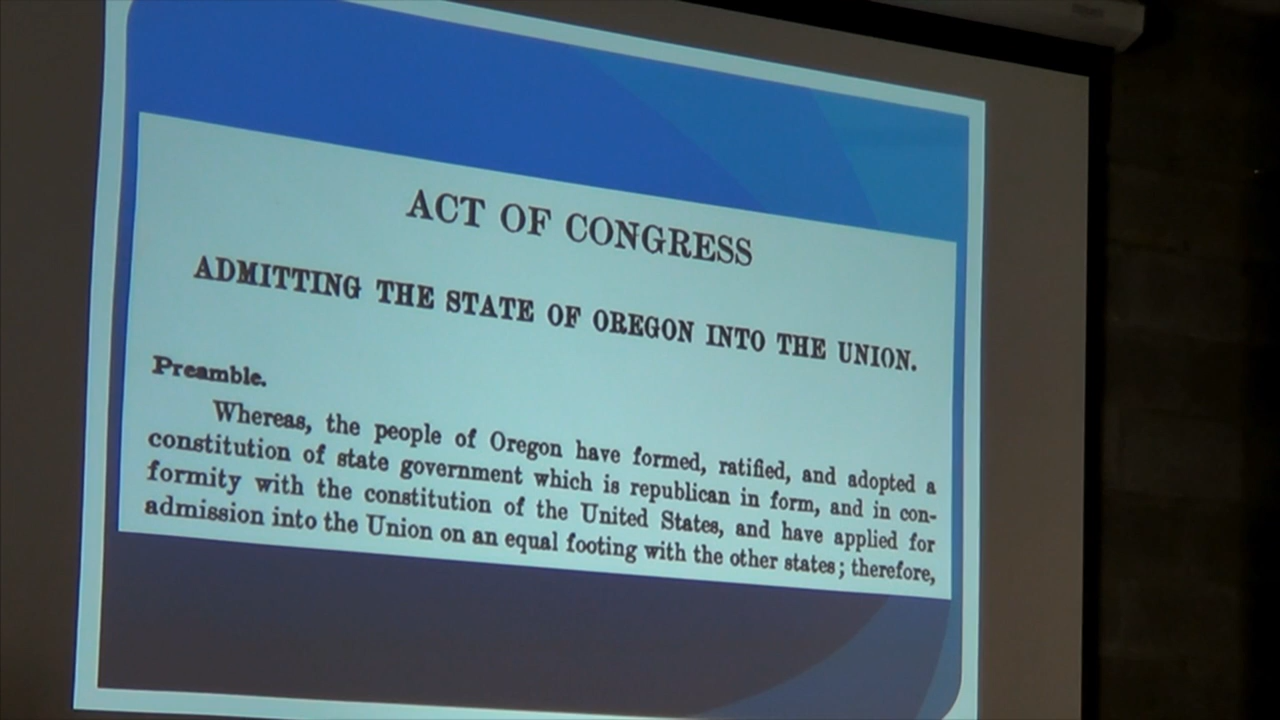 ACT OF CONGRESS
ADMITTING THE STATE OF OREGON INTO THE UNION.
Preamble.
Whereas, the people of Oregon have formed, ratified, and adopted a
constitution of state government which is republican in form, and in con-
formity with the constitution of the United States, and have applied for
admission into the Union on an equal footing with the other states; therefore,